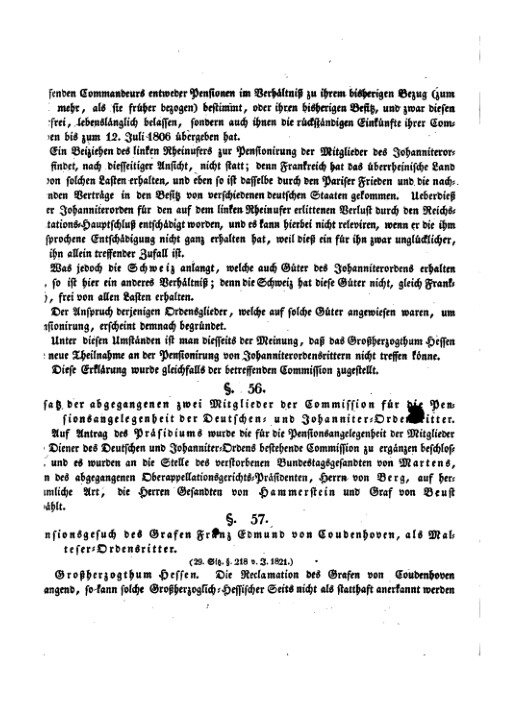 senden Commandeurs entweder Pensionen im Verhältniß zu ihrem bisherigen Bezug (zum
mehr, als sie früher bezogen) bestimmt, oder ihren bisherigen Besitz, und zwar diesen
frei, lebenslänglich belassen, sondern auch ihnen die rückständigen Einkünfte ihrer Com-
en bis zum 12. Juli 1806 übergeben hat.
Ein Beiziehen des linken Rheinufers zur Pensionirung der Mitglieder des Johanniteror-
findet, nach diesseitiger Ansicht, nicht statt; denn Frankreich hat das überrheinische Land
von solchen Lasten erhalten, und eben so ist dasselbe durch den Pariser Frieden und die nach-
nden Verträge in den Besitz von verschiedenen deutschen Staaten gekommen. Ueberdieß
er Johanniterorden für den auf dem linken Rheinufer erlittenen Verlust durch den Reichs-
tations-Hauptschluß entschädigt worden, und es kann hierbei nicht releviren, wenn er die ihm
sprochene Entschädigung nicht ganz erhalten hat, weil dieß ein für ihn zwar unglücklicher,
ihn allein treffender Zufall ist.
Was jedoch die Schweiz anlangt, welche auch Güter des Johanniterordens erhalten
, so ist hier ein anderes Verhältniß; denn die Schweiz hat diese Güter nicht, gleich Frank-
), frei von allen Lasten erhalten.
Der Anspruch derjenigen Ordensglieder, welche auf solche Güter angewiesen waren, um
sionirung, erscheint demnach begründet.
Unter diesen Umständen ist man diesseits der Meinung, daß das Großherzogthum Hessen
neue Theilnahme an der Pensionirung von Johanniterordensrittern nicht treffen könne.
Diese Erklärung wurde gleichfalls der betreffenden Commission zugestellt.
§. 56.
satz der abgegangenen zwei Mitglieder der Commission für die Pen-
sionsangelegenheit der Deutschen- und Johanniter-Ordensritter.
Auf Antrag des Präsidiums wurde die für die Pensionsangelegenheit der Mitglieder
Diener des Deutschen und Johanniter-Ordens bestehende Commission zu ergänzen beschlos-
und es wurden an die Stelle des verstorbenen Bundestagsgesandten von Martens,
n des abgegangenen Oberappellationsgerichts-Präsidenten, Herrn von Berg, auf her-
mliche Art, die Herren Gesandten von Hammerstein und Graf von Beust
ählt.
§. 57.
nsionsgesuch des Grafen Franz Edmund von Coudenhoven, als Mal-
teser-Ordensritter.
(29. Sitz. §. 218 v. J. 1821.)
Großherzogthum Hessen. Die Reclamation des Grafen von Coudenhoven
angend, so kann solche Großherzoglich-Hessischer Seits nicht als statthaft anerkannt werden